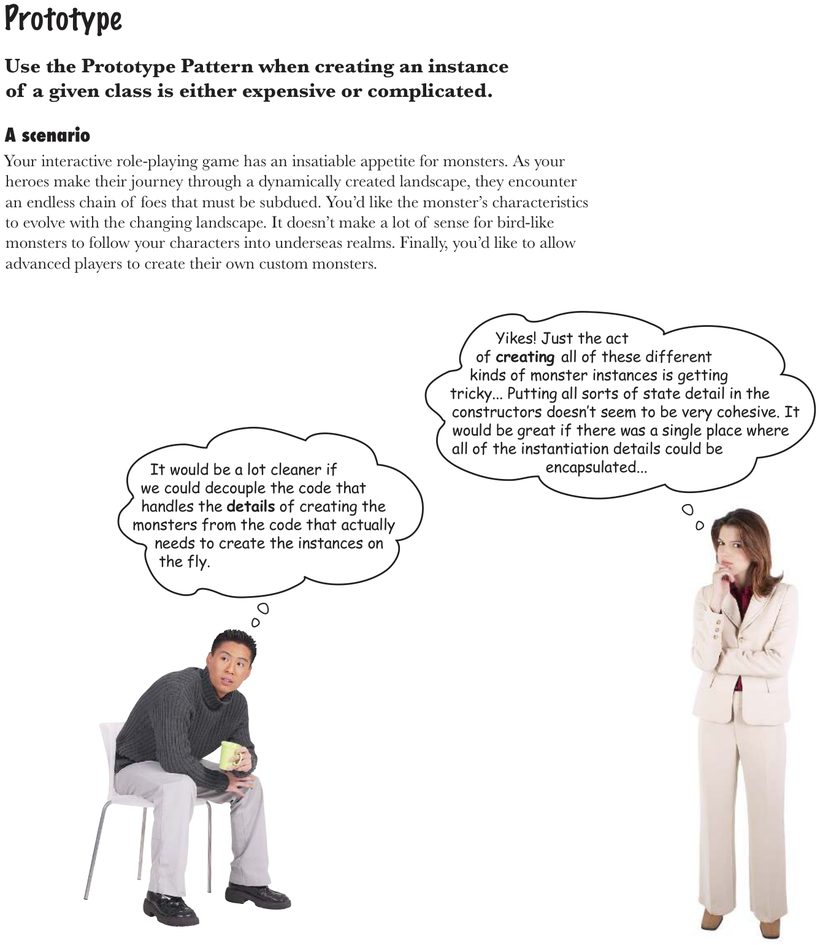 Prototype
Use the Prototype Pattern when creating an instance
of a given class is either expensive or complicated.
A scenario
Your interactive role-playing game has an insatiable appetite for monsters. As your
heroes make their journey through a dynamically created landscape, they encounter
an endless chain of foes that must be subdued. You’d like the monster’s characteristics
to evolve with the changing landscape. It doesn’t make a lot of sense for bird-like
monsters to follow your characters into underseas realms. Finally, you’d like to allow
advanced players to create their own custom monsters.
Yikes! Just the act
of creating all of these different
kinds of monster instances is getting
tricky... Putting all sorts of state detail in the
constructors doesn’t seem to be very cohesive. It
would be great if there was a single place where
all of the instantiation details could be
encapsulated...
It would be a lot cleaner if
we could decouple the code that
handles the details of creating the
monsters from the code that actually
needs to create the instances on
the fly.